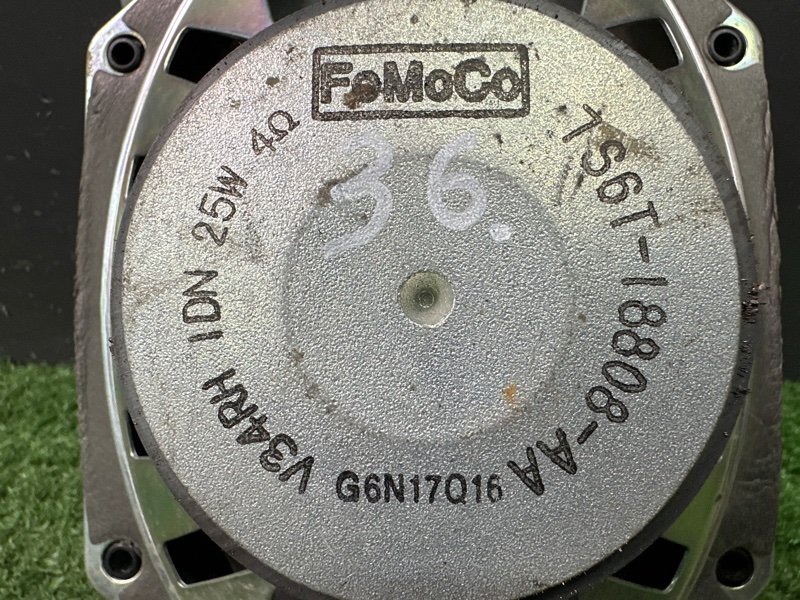 FoMoCo
36.
7S6T-18808-AA
V34RH IDN 25W 4Ω
G6N17Q16